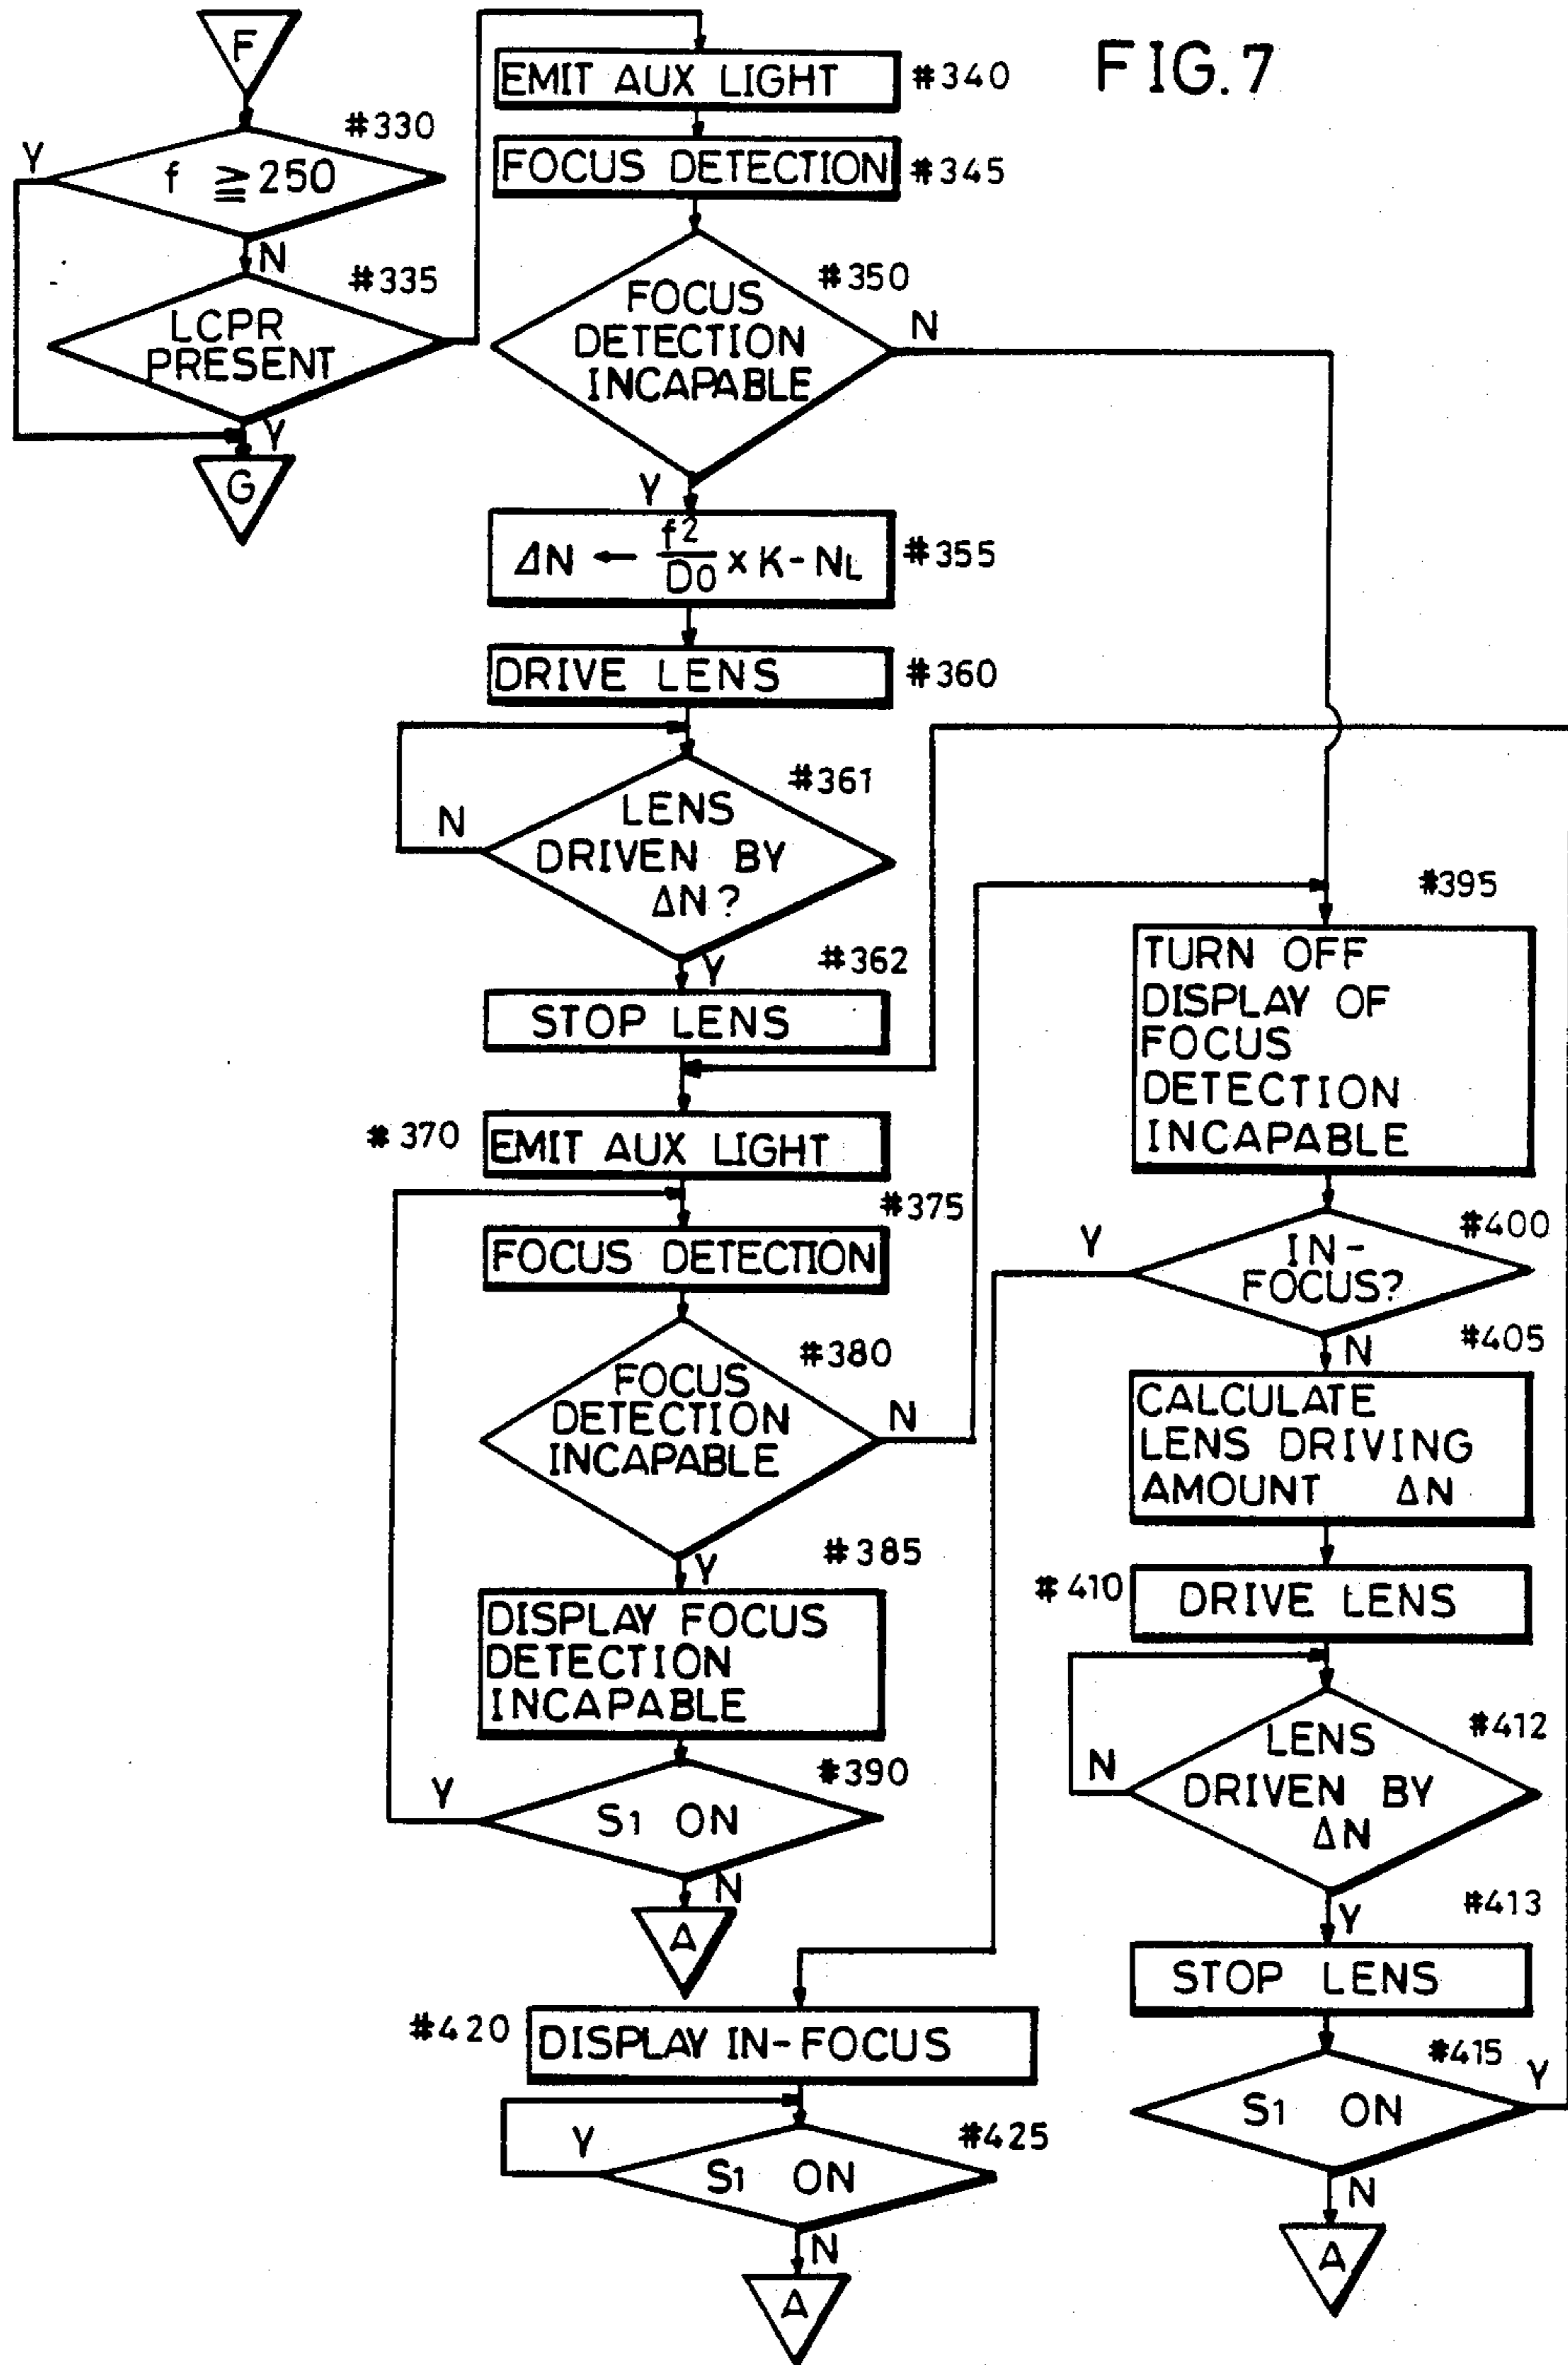 FIG.7
F
#330
Y
f ≧ 250
N
#335
LCPR
PRESENT
Y
G
EMIT AUX LIGHT #340
FOCUS DETECTION #345
#350
FOCUS
DETECTION
INCAPABLE
N
Y
ΔN ← f²/D0 × K-NL #355
DRIVE LENS #360
#361
LENS
DRIVEN BY
ΔN?
N
Y
#362
STOP LENS
#370 EMIT AUX LIGHT
#375
FOCUS DETECTION
#380
FOCUS
DETECTION
INCAPABLE
N
Y
#385
DISPLAY FOCUS
DETECTION
INCAPABLE
#390
Y
S1 ON
N
A
#395
TURN OFF
DISPLAY OF
FOCUS
DETECTION
INCAPABLE
#400
Y
IN-
FOCUS?
N
#405
CALCULATE
LENS DRIVING
AMOUNT ΔN
#410 DRIVE LENS
#412
LENS
DRIVEN BY
ΔN
N
Y
#413
STOP LENS
#415
S1 ON
Y
N
A
#420 DISPLAY IN-FOCUS
#425
Y
S1 ON
N
A